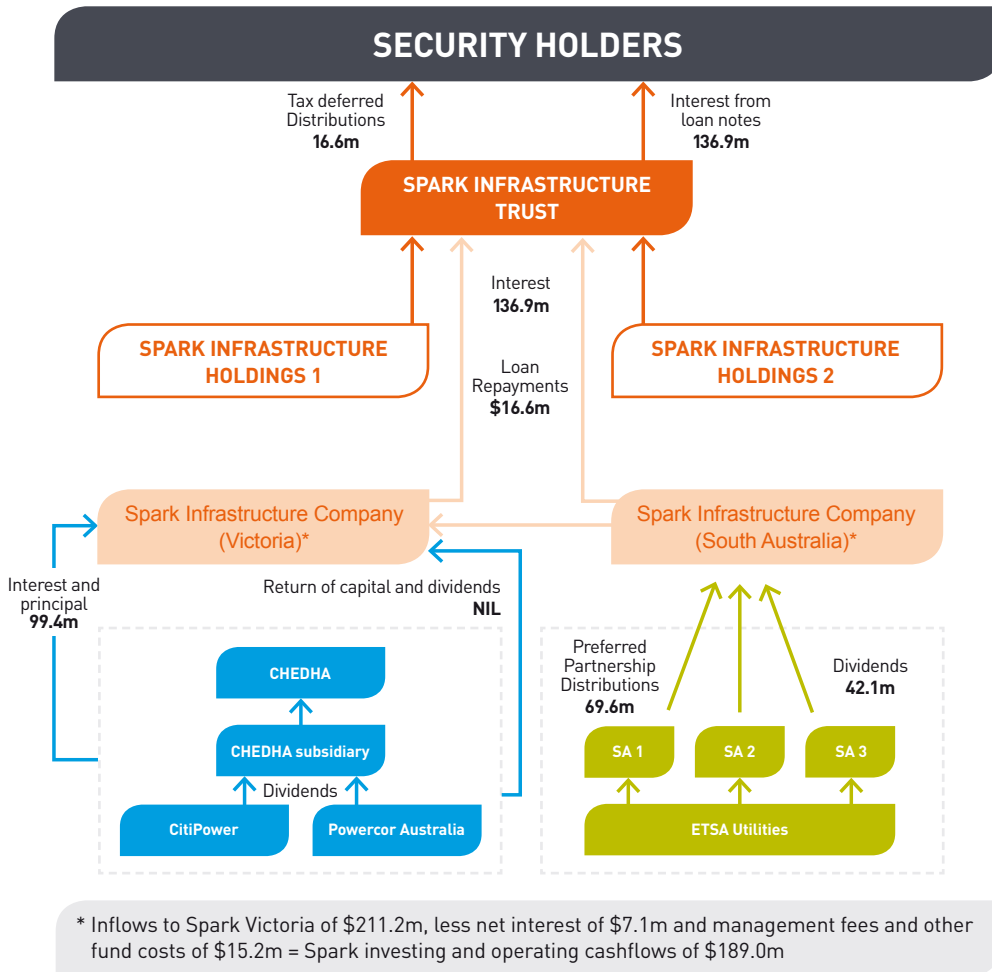 SECURITY HOLDERS
Tax deferred
Distributions
16.6m
Interest from
loan notes
136.9m
SPARK INFRASTRUCTURE
TRUST
Interest
136.9m
SPARK INFRASTRUCTURE
HOLDINGS 1
SPARK INFRASTRUCTURE
HOLDINGS 2
Loan
Repayments
$16.6m
Spark Infrastructure Company
(Victoria)*
Spark Infrastructure Company
(South Australia)*
Interest and
principal
99.4m
Return of capital and dividends
NIL
CHEDHA
CHEDHA subsidiary
Dividends
CitiPower
Powercor Australia
Preferred
Partnership
Distributions
69.6m
Dividends
42.1m
SA 1
SA 2
SA 3
ETSA Utilities
* Inflows to Spark Victoria of $211.2m, less net interest of $7.1m and management fees and other
fund costs of $15.2m = Spark investing and operating cashflows of $189.0m